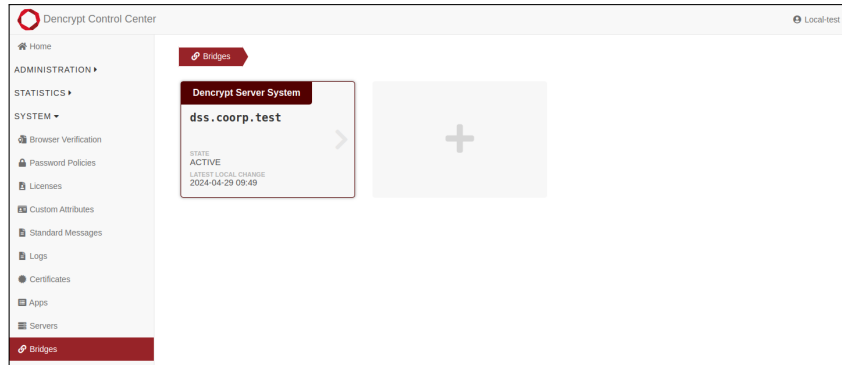 Dencrypt Control Center
Local-test
Home
ADMINISTRATION
STATISTICS
SYSTEM
Browser Verification
Password Policies
Licenses
Custom Attributes
Standard Messages
Logs
Certificates
Apps
Servers
Bridges
Bridges
Dencrypt Server System
dss.coorp.test
STATE
ACTIVE
LATEST LOCAL CHANGE
2024-04-29 09:49